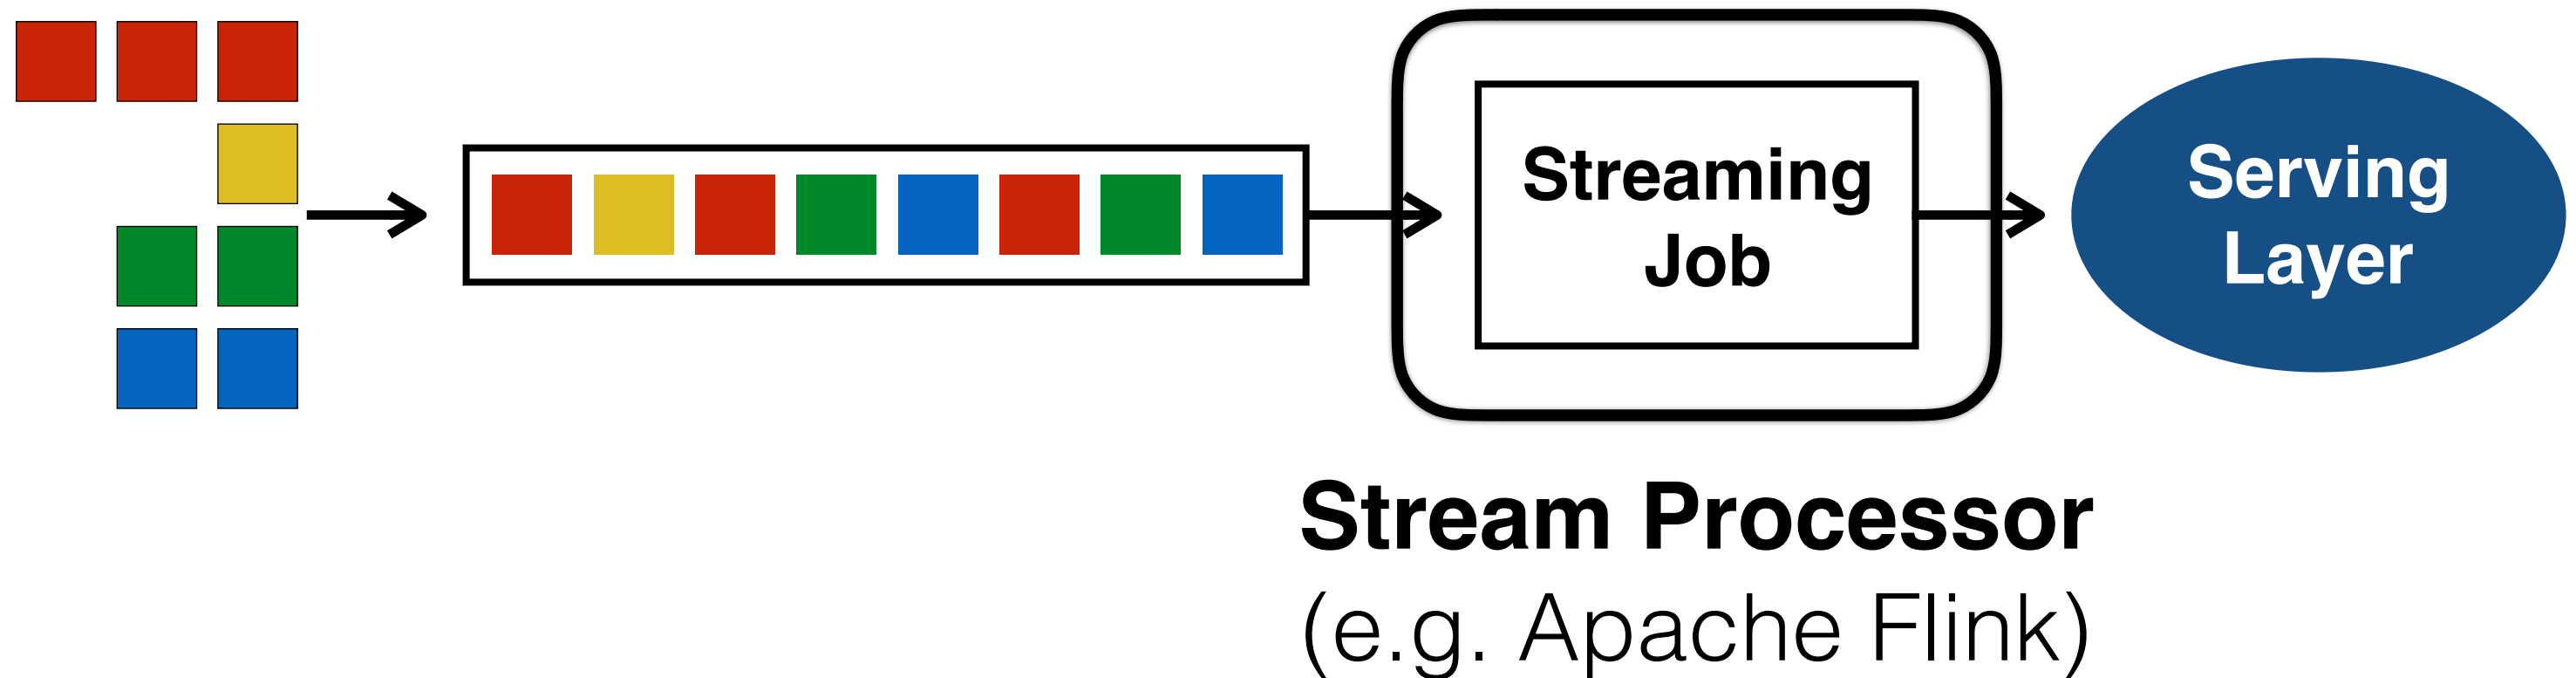 Streaming
Job
Serving
Layer
Stream Processor
(e.g. Apache Flink)